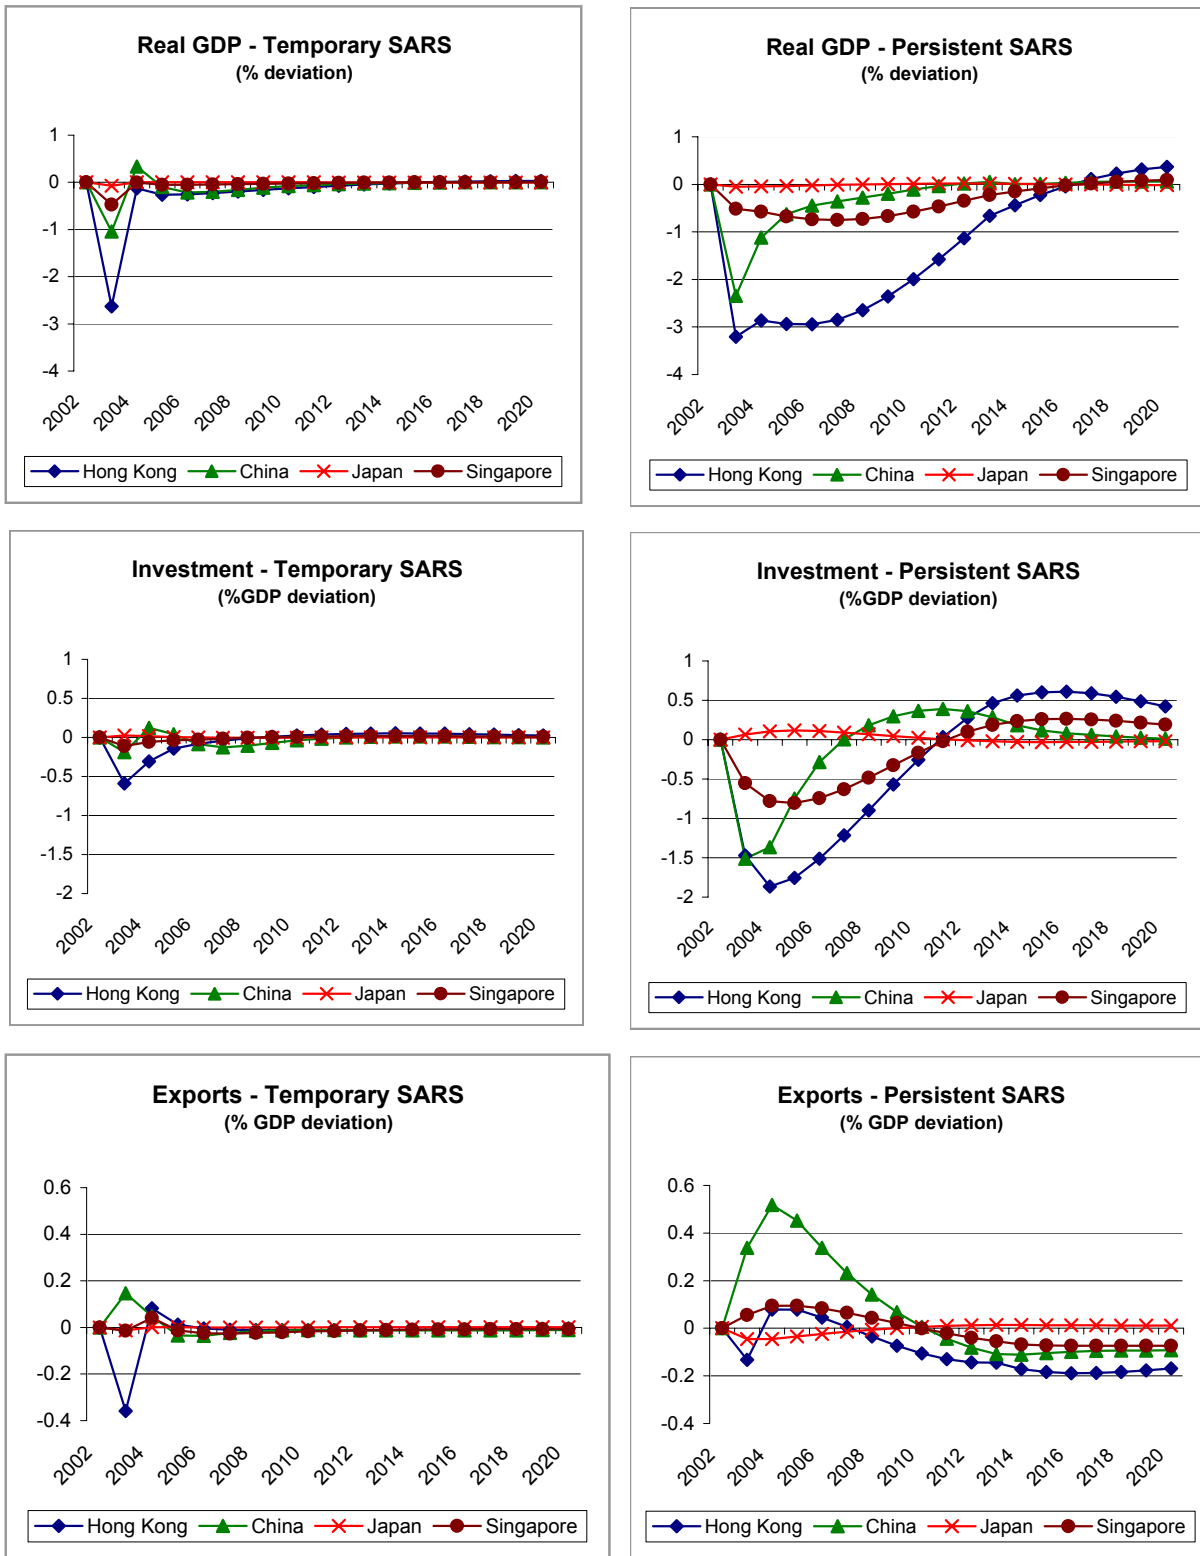 Real GDP - Temporary SARS
(% deviation)
1
0
-1
-2
-3
-4
2002 2004 2006 2008 2010 2012 2014 2016 2018 2020
Hong Kong China Japan Singapore
Real GDP - Persistent SARS
(% deviation)
1
0
-1
-2
-3
-4
2002 2004 2006 2008 2010 2012 2014 2016 2018 2020
Hong Kong China Japan Singapore
Investment - Temporary SARS
(%GDP deviation)
1
0.5
0
-0.5
-1
-1.5
-2
2002 2004 2006 2008 2010 2012 2014 2016 2018 2020
Hong Kong China Japan Singapore
Investment - Persistent SARS
(%GDP deviation)
1
0.5
0
-0.5
-1
-1.5
-2
2002 2004 2006 2008 2010 2012 2014 2016 2018 2020
Hong Kong China Japan Singapore
Exports - Temporary SARS
(% GDP deviation)
0.6
0.4
0.2
0
-0.2
-0.4
2002 2004 2006 2008 2010 2012 2014 2016 2018 2020
Hong Kong China Japan Singapore
Exports - Persistent SARS
(% GDP deviation)
0.6
0.4
0.2
0
-0.2
-0.4
2002 2004 2006 2008 2010 2012 2014 2016 2018 2020
Hong Kong China Japan Singapore